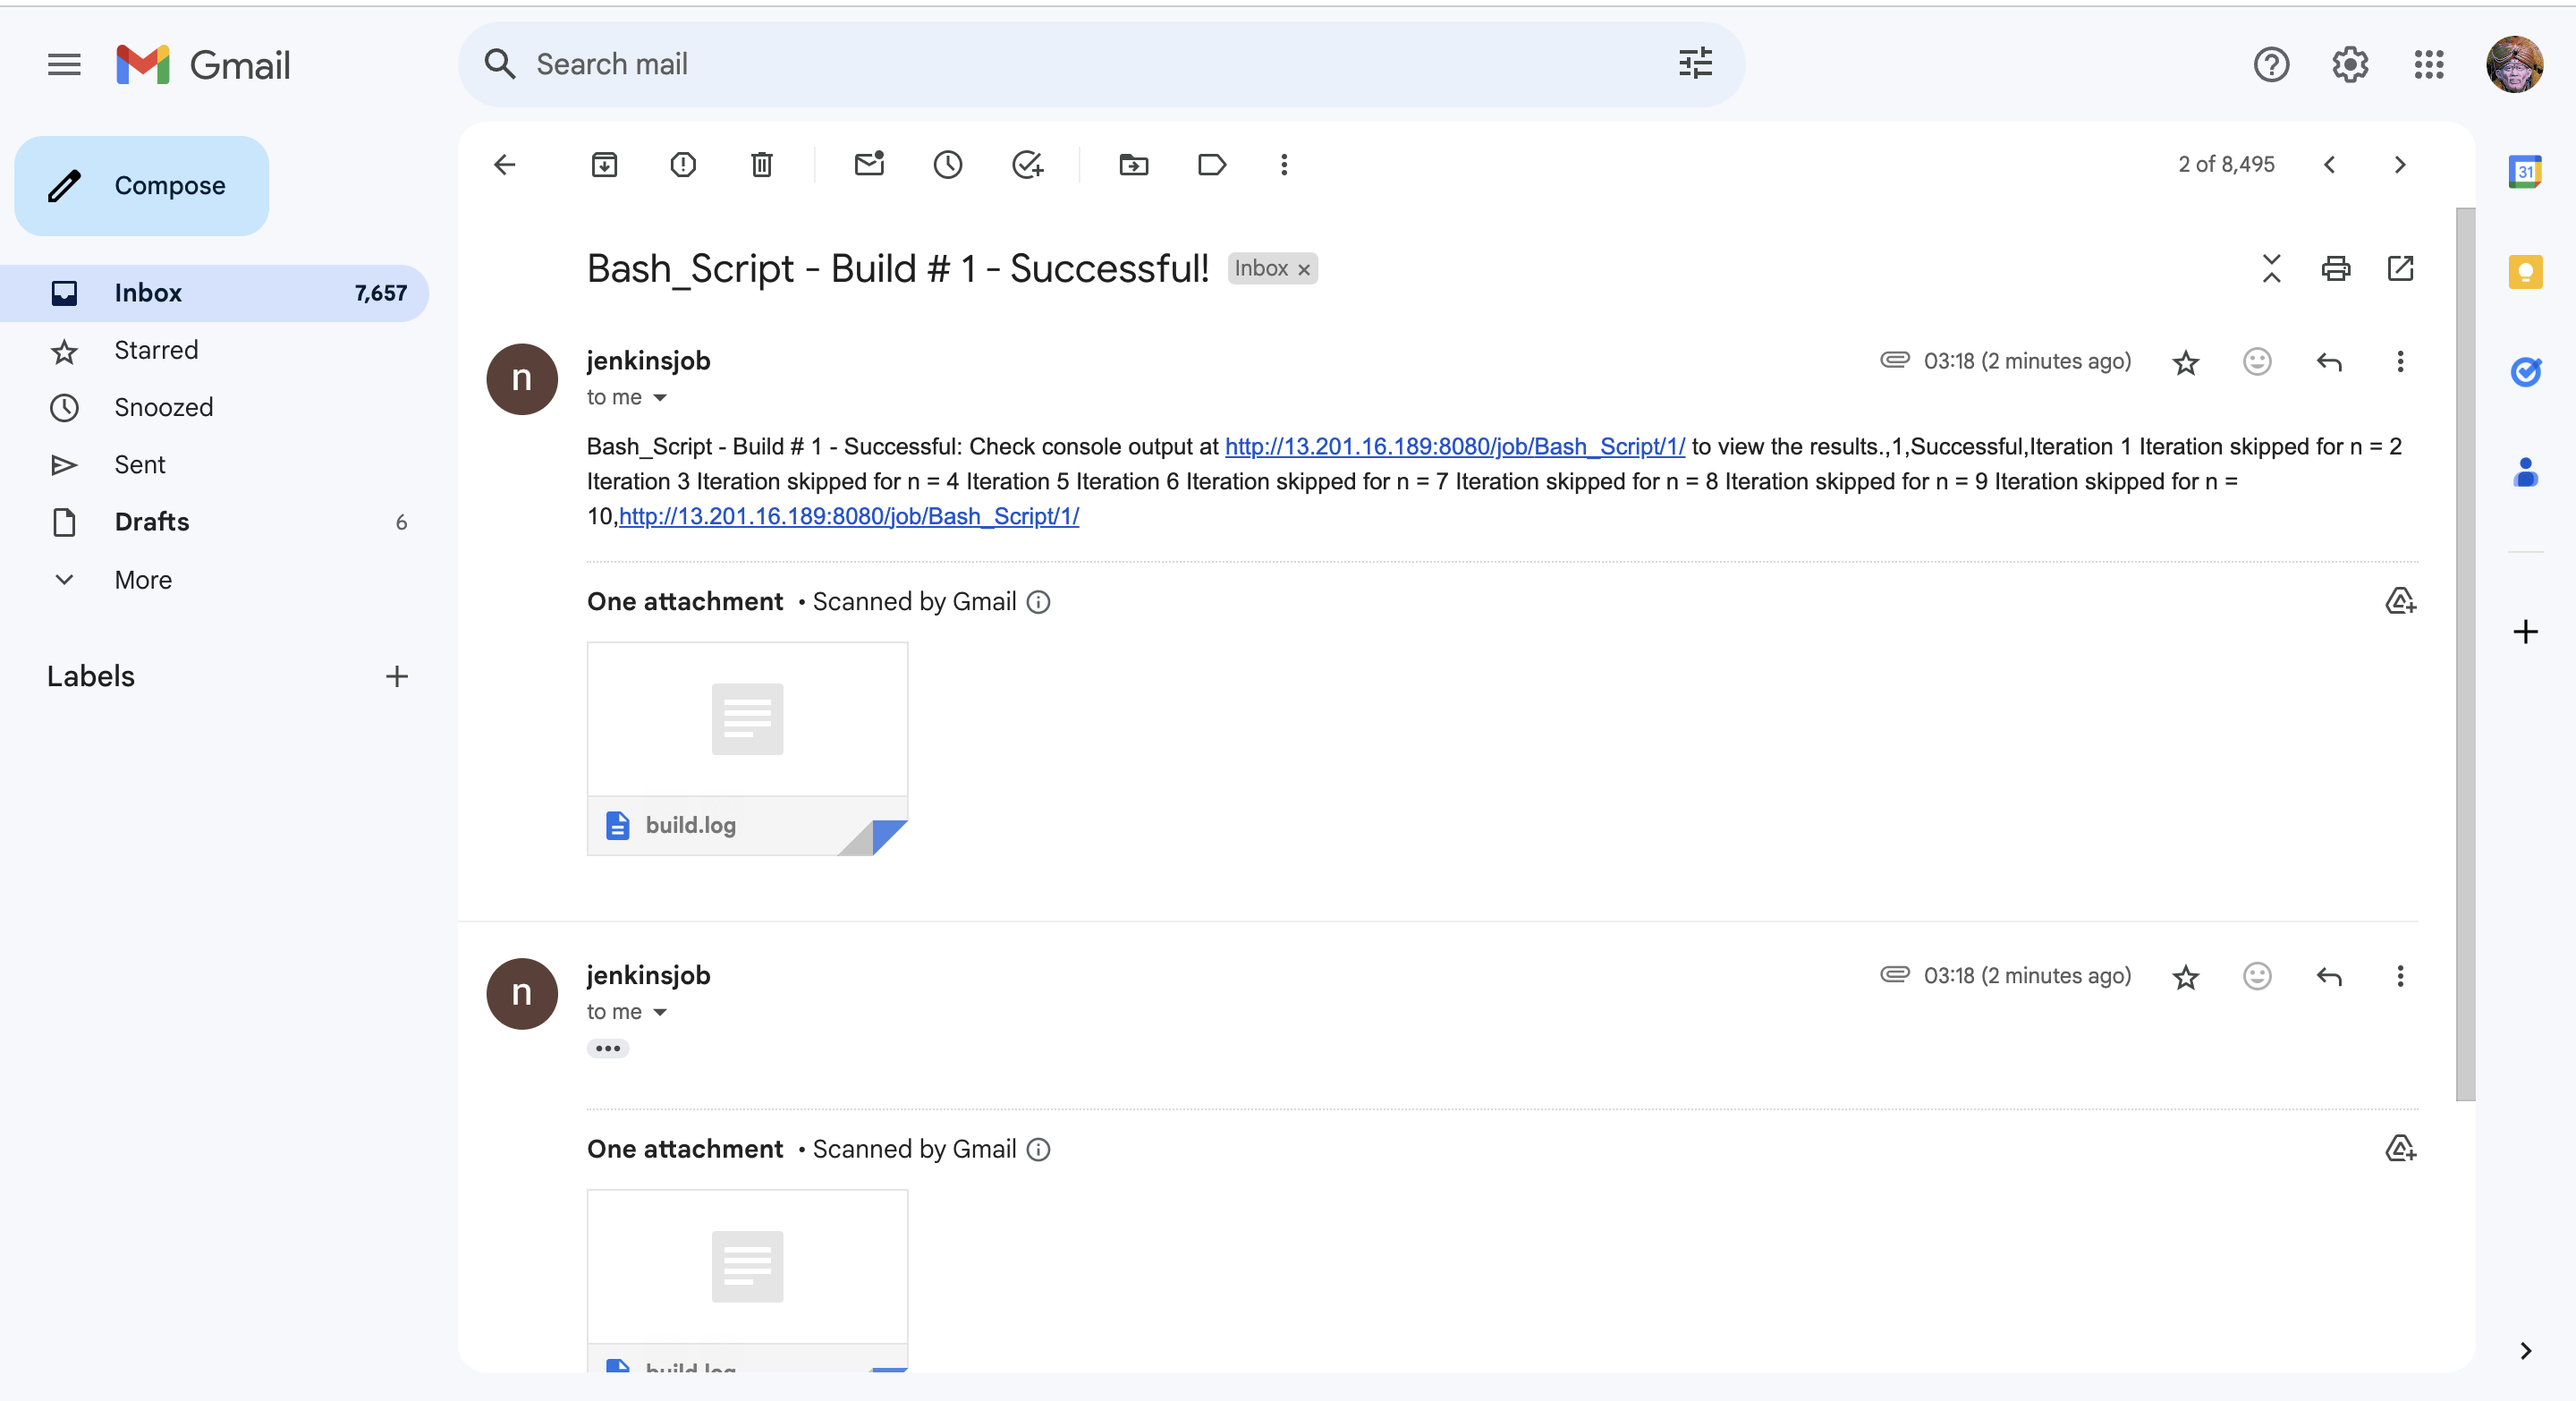 Gmail
Search mail
Compose
Inbox 7,657
Starred
Snoozed
Sent
Drafts 6
More
Labels
2 of 8,495
Bash_Script - Build # 1 - Successful! Inbox
n
jenkinsjob
03:18 (2 minutes ago)
to me
Bash_Script - Build # 1 - Successful: Check console output at http://13.201.16.189:8080/job/Bash_Script/1/ to view the results.,1,Successful,Iteration 1 Iteration skipped for n = 2
Iteration 3 Iteration skipped for n = 4 Iteration 5 Iteration 6 Iteration skipped for n = 7 Iteration skipped for n = 8 Iteration skipped for n = 9 Iteration skipped for n =
10,http://13.201.16.189:8080/job/Bash_Script/1/
One attachment • Scanned by Gmail
build.log
n
jenkinsjob
03:18 (2 minutes ago)
to me
One attachment • Scanned by Gmail
build.log
31